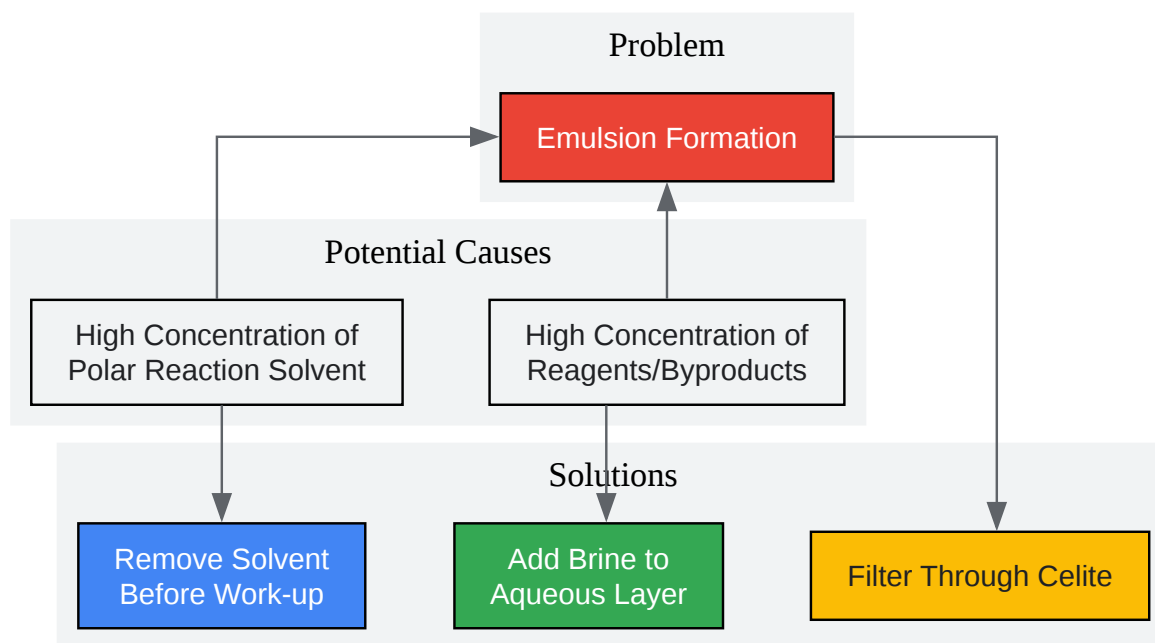 Problem
Emulsion Formation
Potential Causes
High Concentration of
Polar Reaction Solvent
High Concentration of
Reagents/Byproducts
Solutions
Remove Solvent
Before Work-up
Add Brine to
Aqueous Layer
Filter Through Celite